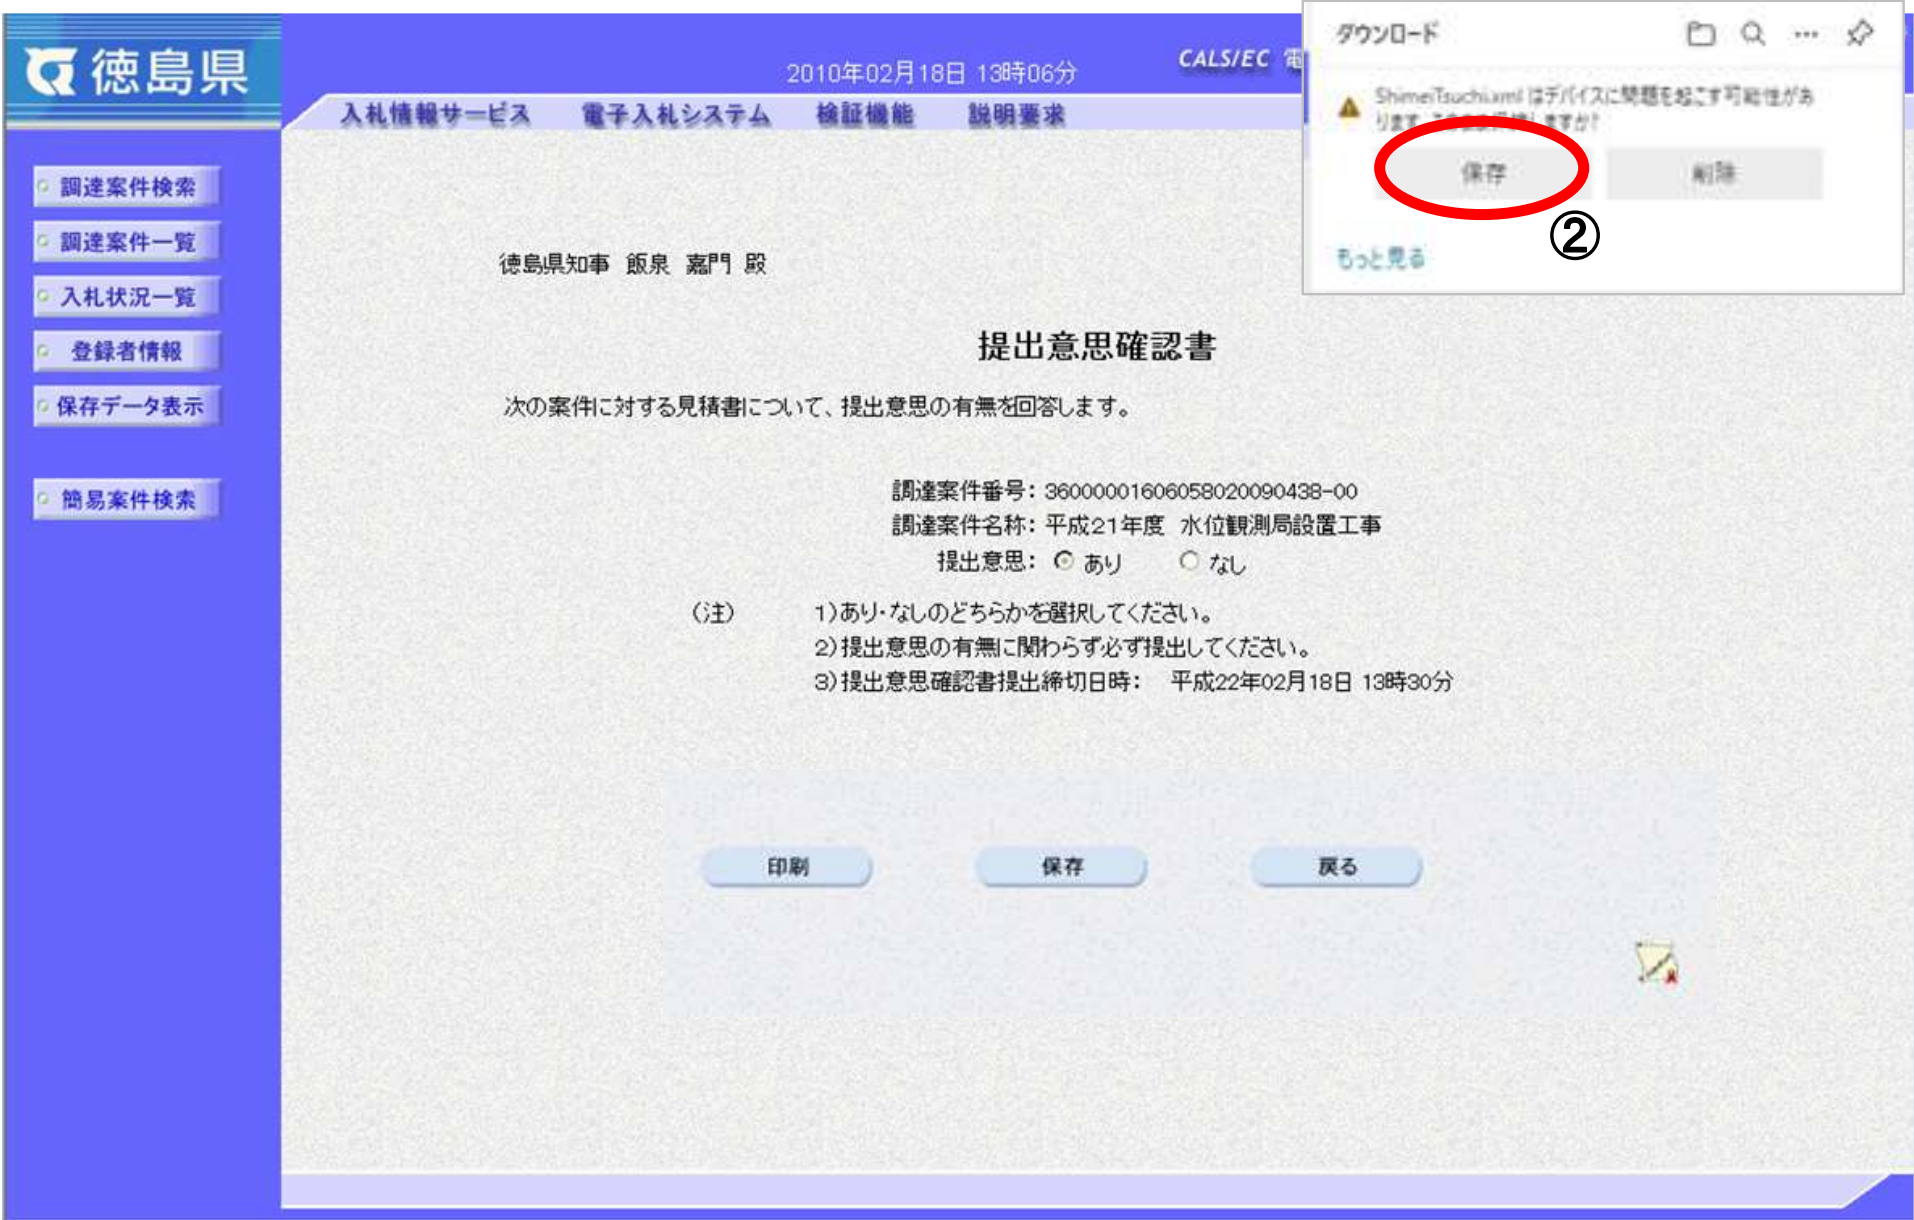 徳島県
2010年02月18日 13時06分
CALS/EC 電
入札情報サービス 電子入札システム 検証機能 説明要求
ダウンロード
ShimeiTsuchi.xml はデバイスに問題を起こす可能性があ
ります
ますか?
保存 削除
②
もっと見る
調達案件検索
調達案件一覧
入札状況一覧
登録者情報
保存データ表示
簡易案件検索
徳島県知事 飯泉 嘉門 殿
提出意思確認書
次の案件に対する見積書について、提出意思の有無を回答します。
調達案件番号: 36000001606058020090438-00
調達案件名称: 平成21年度 水位観測局設置工事
提出意思: あり なし
(注) 1)あり・なしのどちらかを選択してください。
2)提出意思の有無に関わらず必ず提出してください。
3)提出意思確認書提出締切日時: 平成22年02月18日 13時30分
印刷 保存 戻る